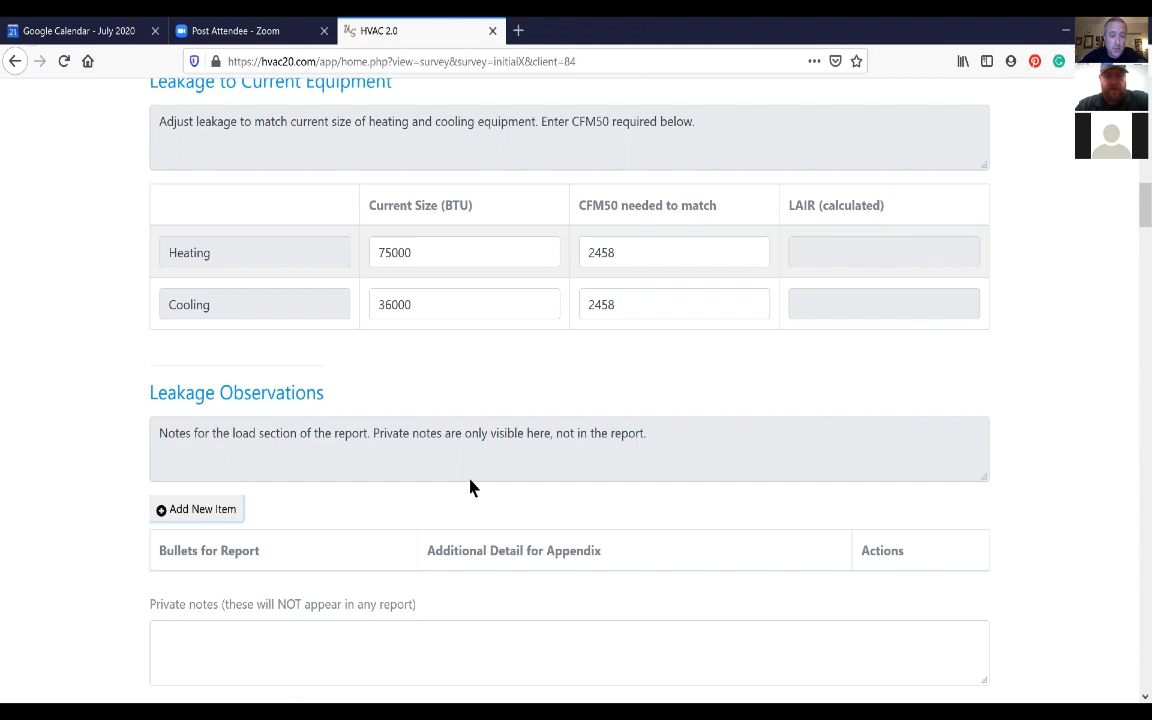 Google Calendar - July 2020
Post Attendee - Zoom
HVAC 2.0
https://hvac20.com/app/home.php?view=survey&survey=initialX&client=84
Leakage to Current Equipment
Adjust leakage to match current size of heating and cooling equipment. Enter CFM50 required below.
Current Size (BTU) CFM50 needed to match LAIR (calculated)
Heating 75000 2458
Cooling 36000 2458
Leakage Observations
Notes for the load section of the report. Private notes are only visible here, not in the report.
Add New Item
Bullets for Report Additional Detail for Appendix Actions
Private notes (these will NOT appear in any report)